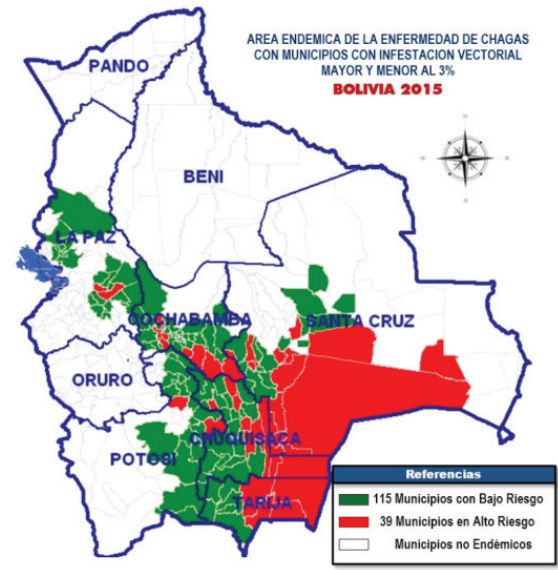 AREA ENDEMICA DE LA ENFERMEDAD DE CHAGAS
CON MUNICIPIOS CON INFESTACION VECTORIAL
MAYOR Y MENOR AL 3%
BOLIVIA 2015
PANDO
BENI
LA PAZ
COCHABAMBA
SANTA CRUZ
ORURO
CHUQUISACA
POTOSI
TARIJA
Referencias
115 Municipios con Bajo Riesgo
39 Municipios en Alto Riesgo
Municipios no Endémicos